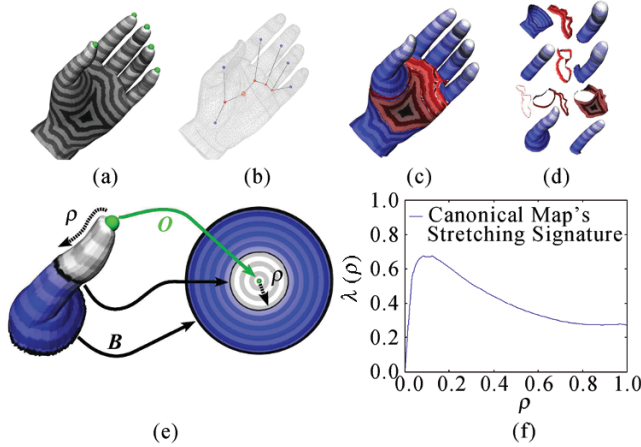 (a)
(b)
(c)
(d)
ρ
O
ρ
B
(e)
1.0
0.8
0.6
0.4
0.2
0.0
λ (ρ)
Canonical Map's
Stretching Signature
0.0 0.2 0.4 0.6 0.8 1.0
ρ
(f)